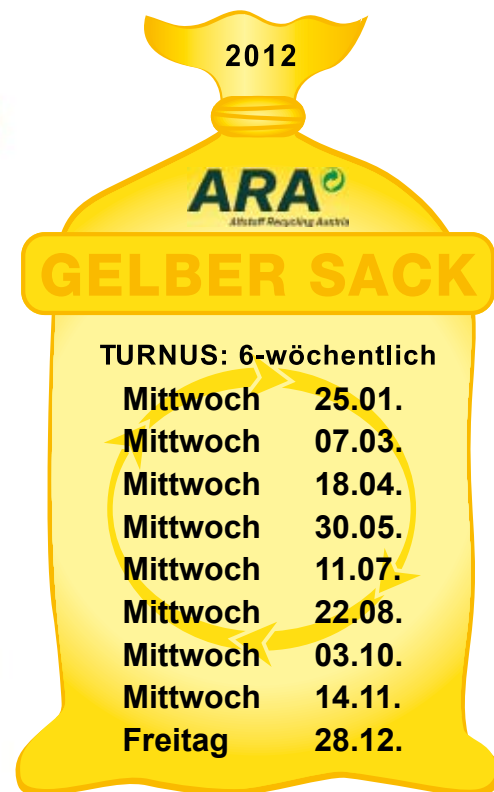 2012
ARA
Altstoff Recycling Austria
GELBER SACK
TURNUS: 6-wöchentlich
Mittwoch 25.01.
Mittwoch 07.03.
Mittwoch 18.04.
Mittwoch 30.05.
Mittwoch 11.07.
Mittwoch 22.08.
Mittwoch 03.10.
Mittwoch 14.11.
Freitag 28.12.